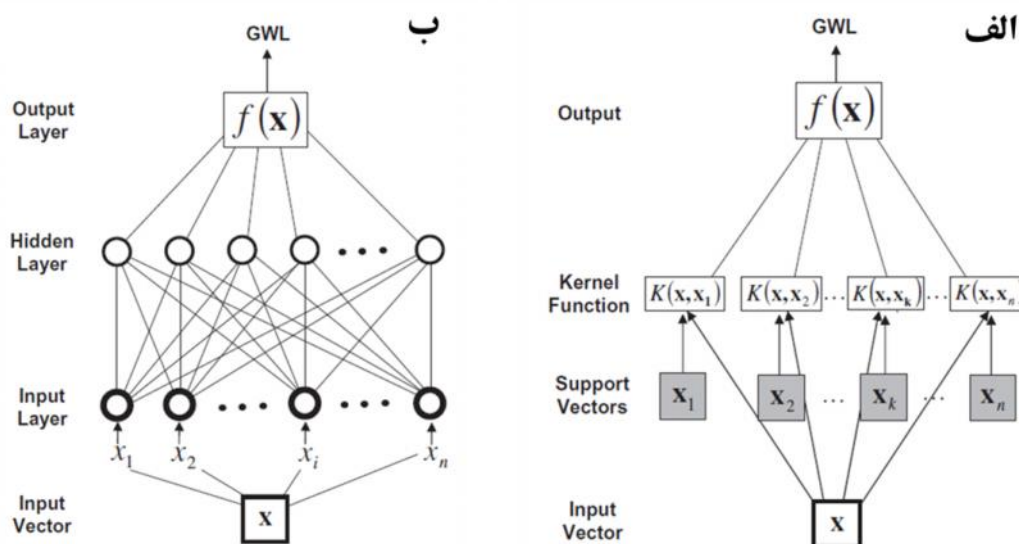 ب
GWL
Output
Layer
f(x)
Hidden
Layer
...
Input
Layer
... ...
x1 x2 xi xn
Input
Vector
x
الف
GWL
Output
f(x)
Kernel
Function
K(x,x1) K(x,x2) ... K(x,xk) ... K(x,xn
Support
Vectors
x1 x2 ... xk ... xn
Input
Vector
x